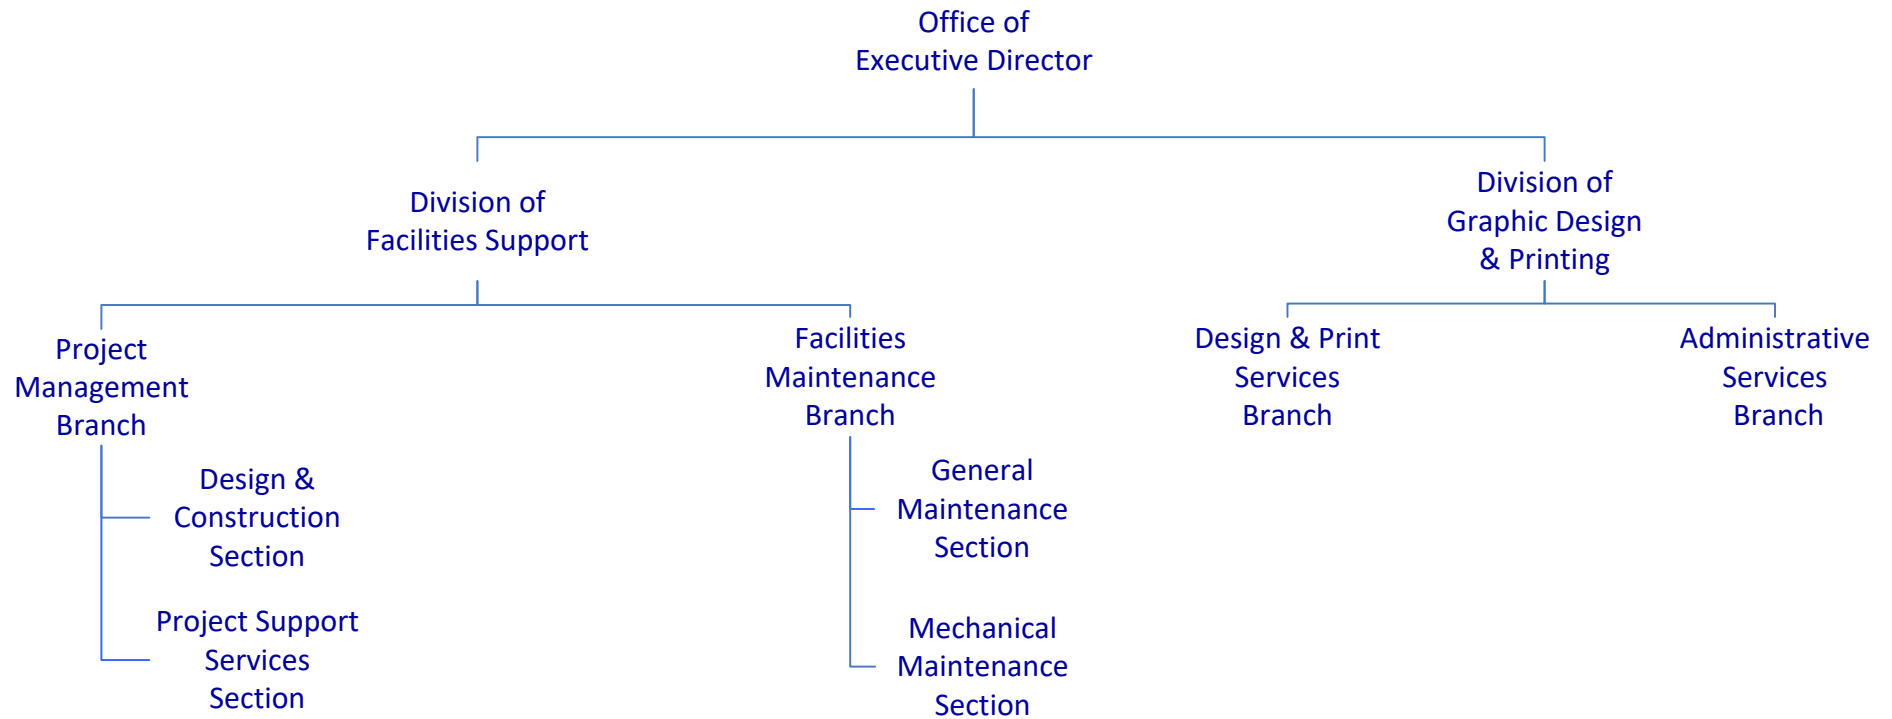 Office of
Executive Director
Division of
Facilities Support
Division of
Graphic Design
& Printing
Project
Management
Branch
Facilities
Maintenance
Branch
Design & Print
Services
Branch
Administrative
Services
Branch
Design &
Construction
Section
General
Maintenance
Section
Project Support
Services
Section
Mechanical
Maintenance
Section